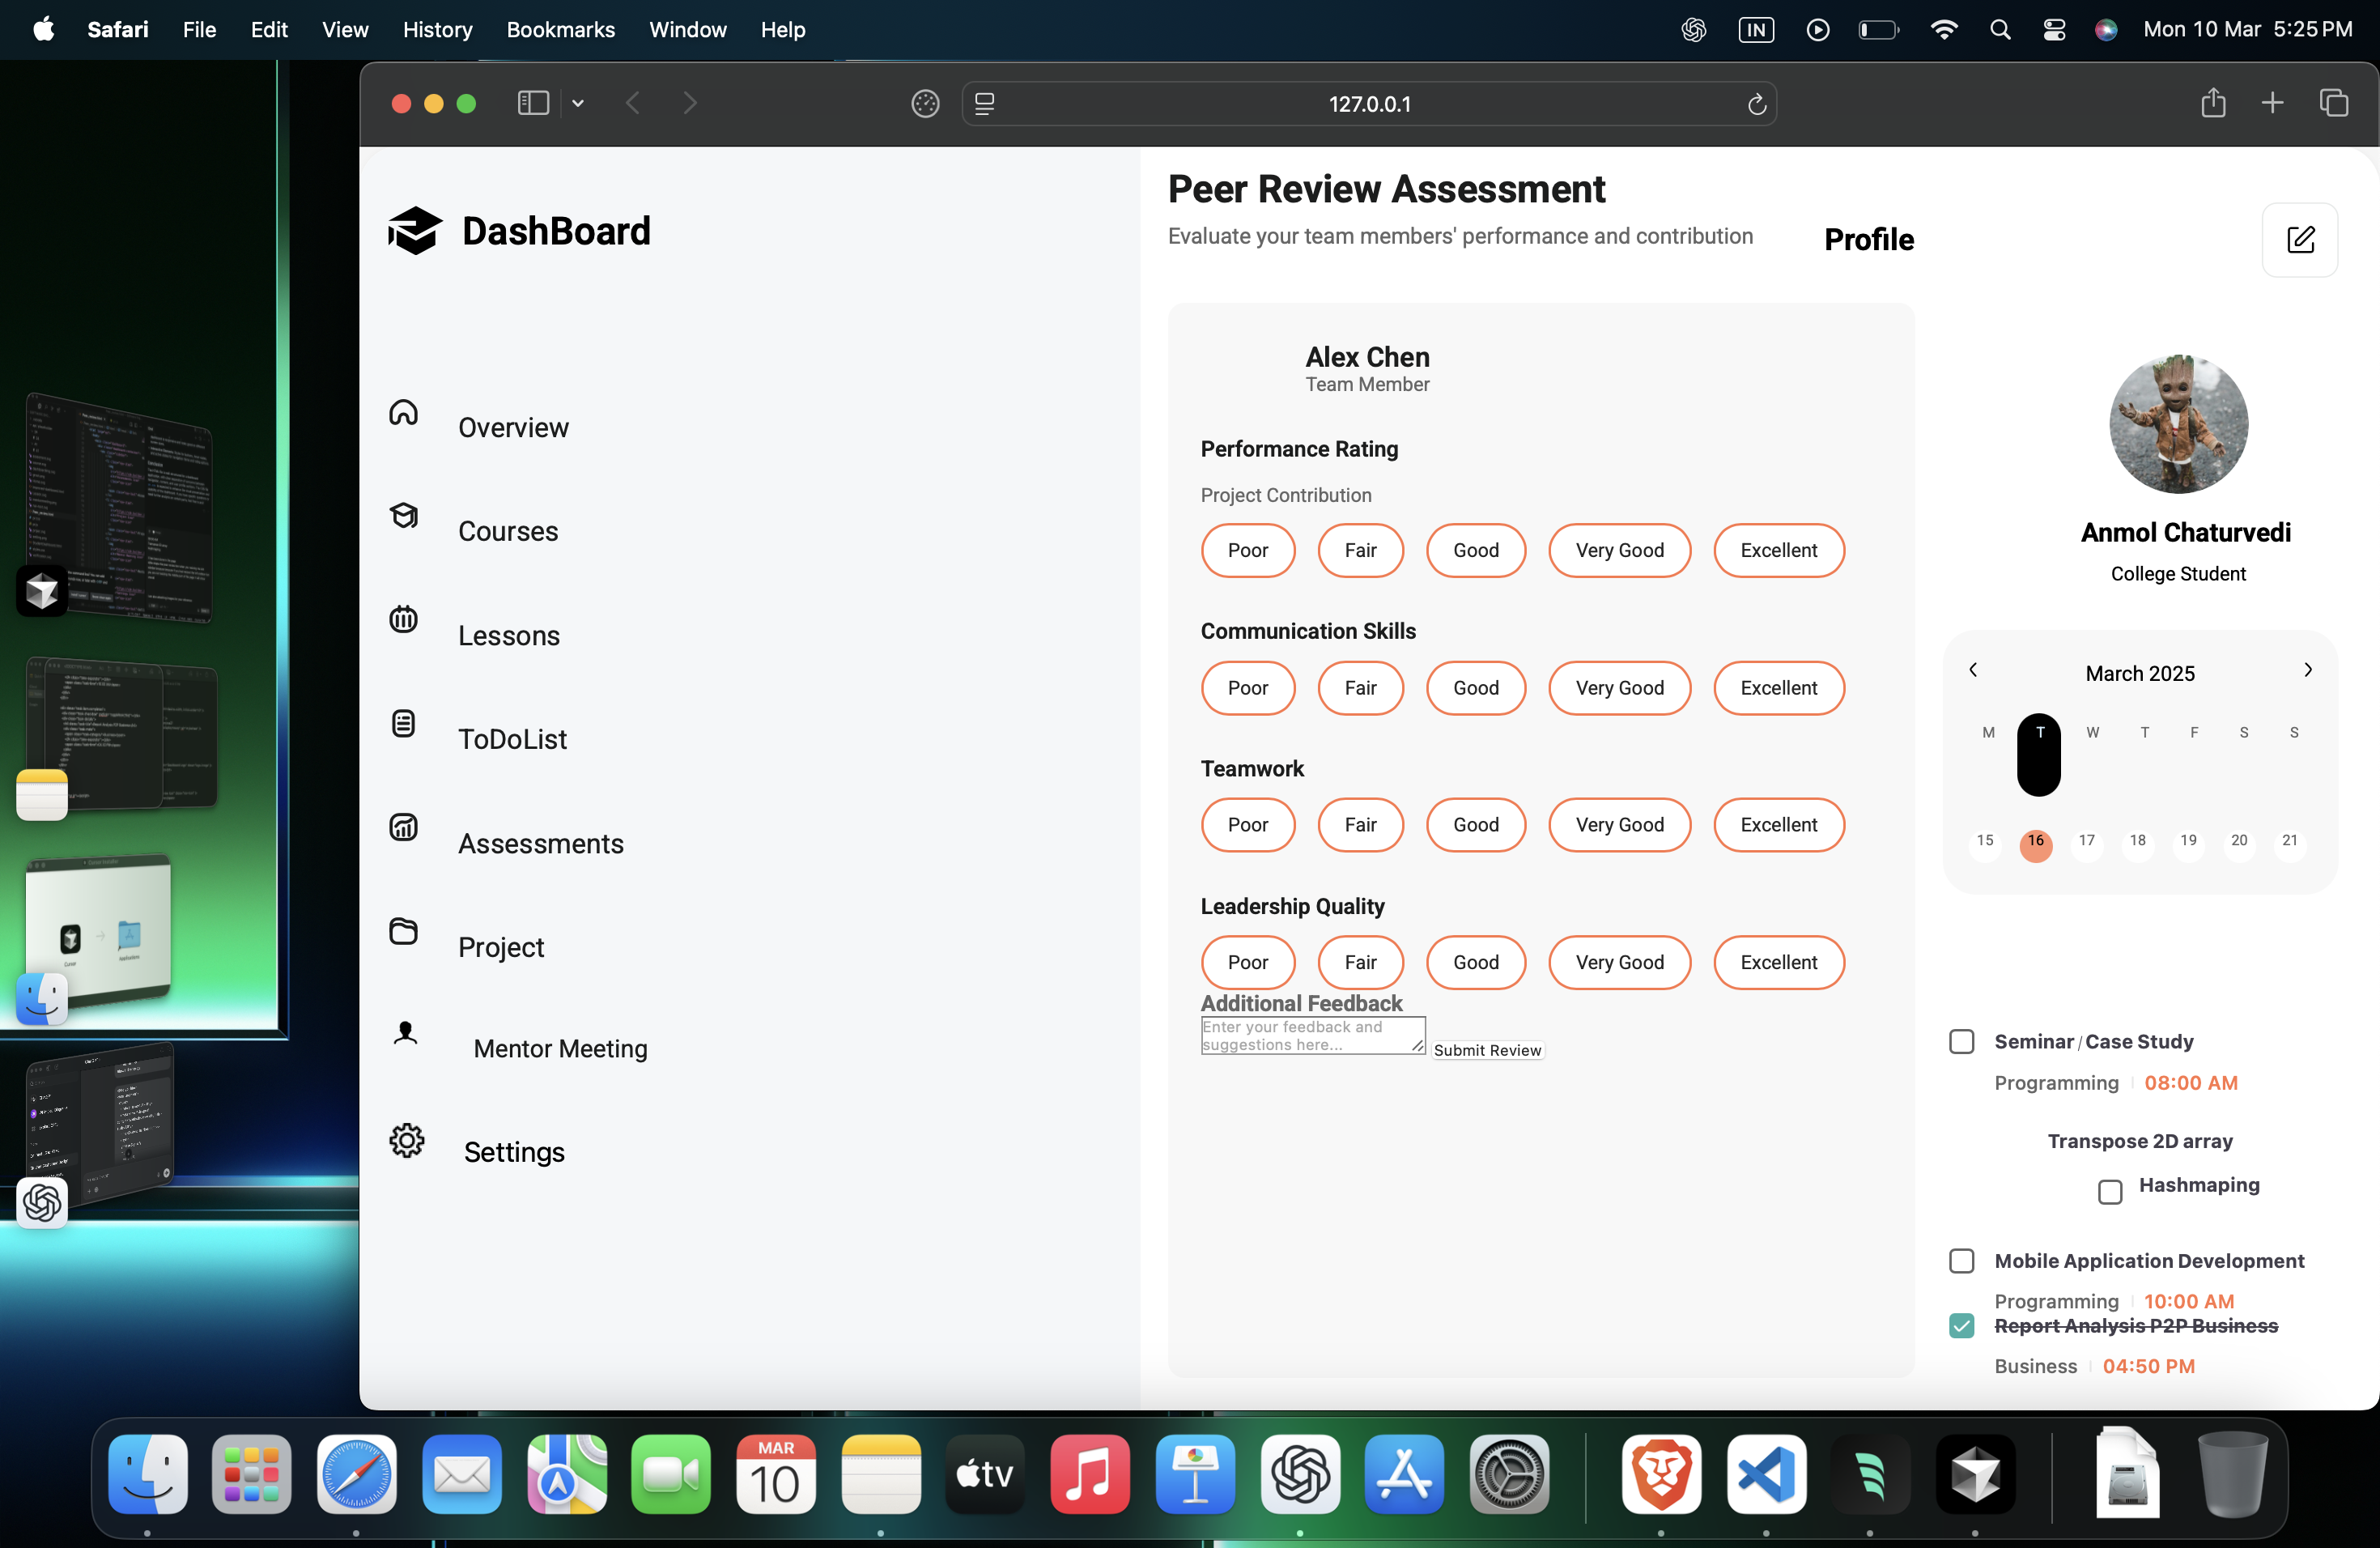 Safari File Edit View History Bookmarks Window Help IN Mon 10 Mar 5:25 PM
127.0.0.1
DashBoard
Overview
Courses
Lessons
ToDoList
Assessments
Project
Mentor Meeting
Settings
Peer Review Assessment
Evaluate your team members' performance and contribution
Alex Chen
Team Member
Performance Rating
Project Contribution
Poor Fair Good Very Good Excellent
Communication Skills
Poor Fair Good Very Good Excellent
Teamwork
Poor Fair Good Very Good Excellent
Leadership Quality
Poor Fair Good Very Good Excellent
Additional Feedback
Enter your feedback and
suggestions here...
Submit Review
Profile
Anmol Chaturvedi
College Student
March 2025
M T W T F S S
15 16 17 18 19 20 21
Seminar / Case Study
Programming 08:00 AM
Transpose 2D array
Hashmaping
Mobile Application Development
Programming 10:00 AM
Report Analysis P2P Business
Business 04:50 PM
MAR
10
tv